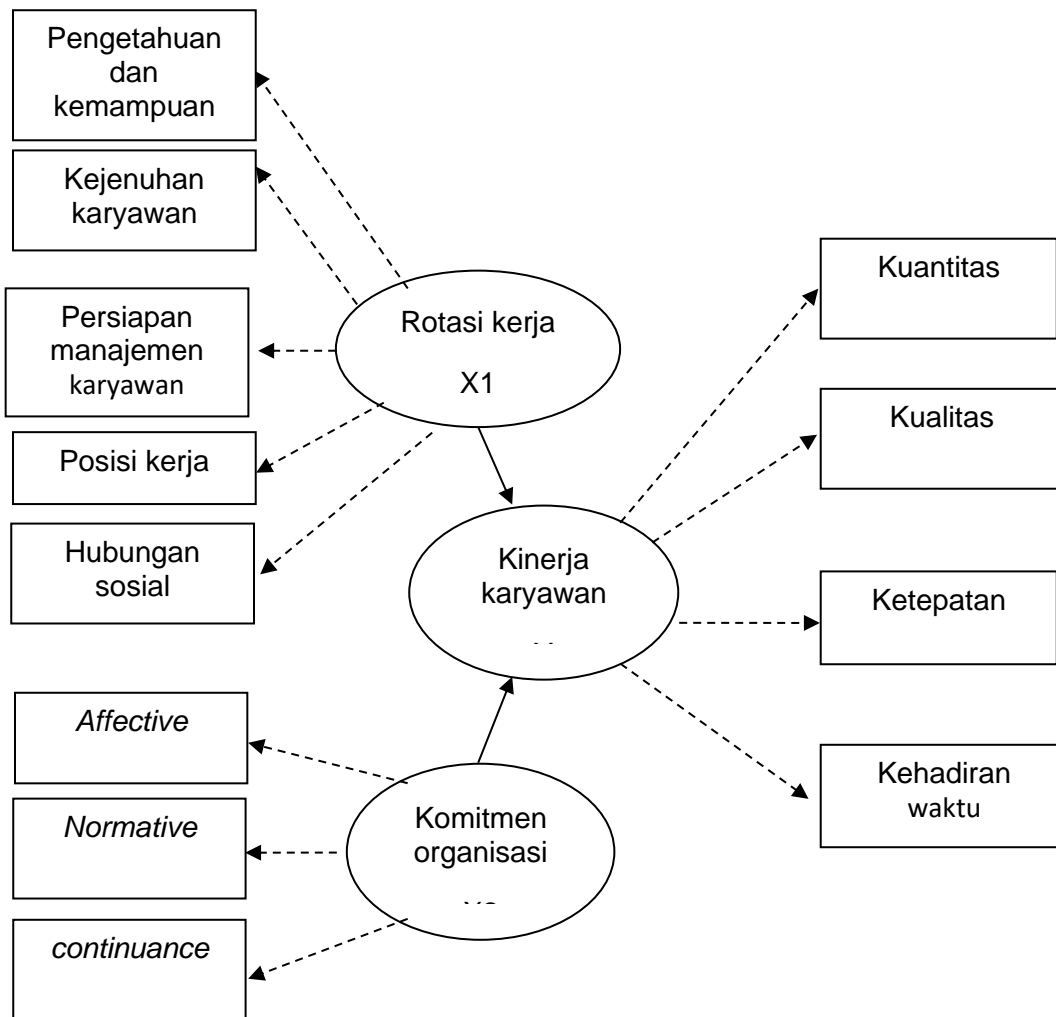 Pengetahuan
dan
kemampuan
Kejenuhan
karyawan
Persiapan
manajemen
karyawan
Posisi kerja
Hubungan
sosial
Rotasi kerja
X1
Kinerja
karyawan
Kuantitas
Kualitas
Ketepatan
Kehadiran
waktu
Affective
Normative
continuance
Komitmen
organisasi